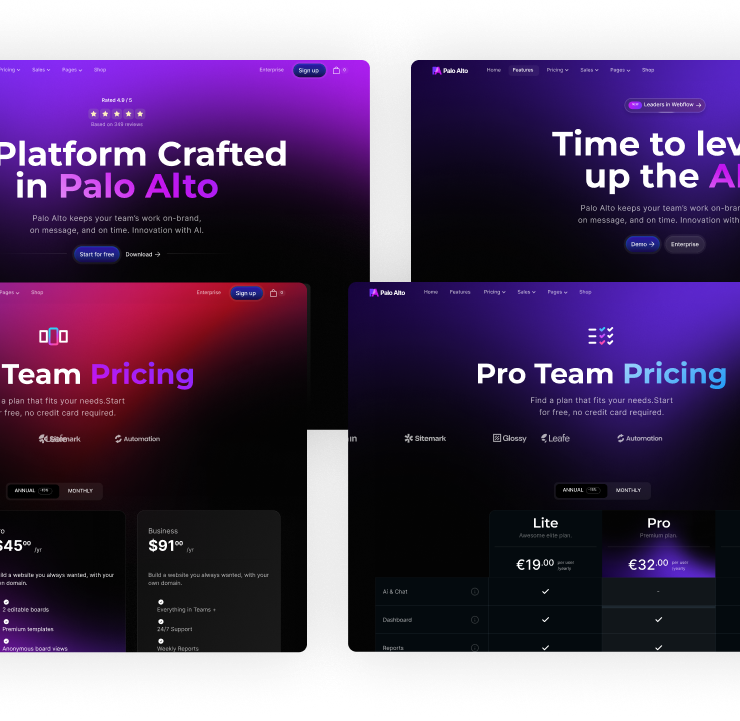 Pricing
Sales
Pages
Shop
Enterprise
Sign up
0
Rated 4.9 / 5
Based on 348 reviews
Platform Crafted
in Palo Alto
Palo Alto keeps your team's work on-brand,
on message, and on time. Innovation with AI.
Start for free
Download →
Palo Alto
Home
Features
Pricing
Sales
Pages
Shop
Leaders in Webflow →
Time to lev
up the A
Palo Alto keeps your team's work on-bran
on message, and on time. Innovation with
Demo →
Enterprise
Pages
Shop
Enterprise
Sign up
0
Team Pricing
a plan that fits your needs.Start
free, no credit card required.
Sitemark
Automation
ANNUAL
MONTHLY
$45⁰⁰ /yr
ild a website you always wanted, with your
n domain.
2 editable boards
Premium templates
Anonymous board views
Business
$91⁰⁰ /yr
Build a website you always wanted, with your
own domain.
Everything in Teams +
24/7 Support
Weekly Reports
Palo Alto
Home
Features
Pricing
Sales
Pages
Shop
Pro Team Pricing
Find a plan that fits your needs.Start
for free, no credit card required.
Sitemark
Glossy
Leafe
Automation
ANNUAL
MONTHLY
Lite
Awesome elite plan.
€19.00 per user /yearly
Pro
Premium plan.
€32.00 per user /yearly
Ai & Chat
-
Dashboard
Reports